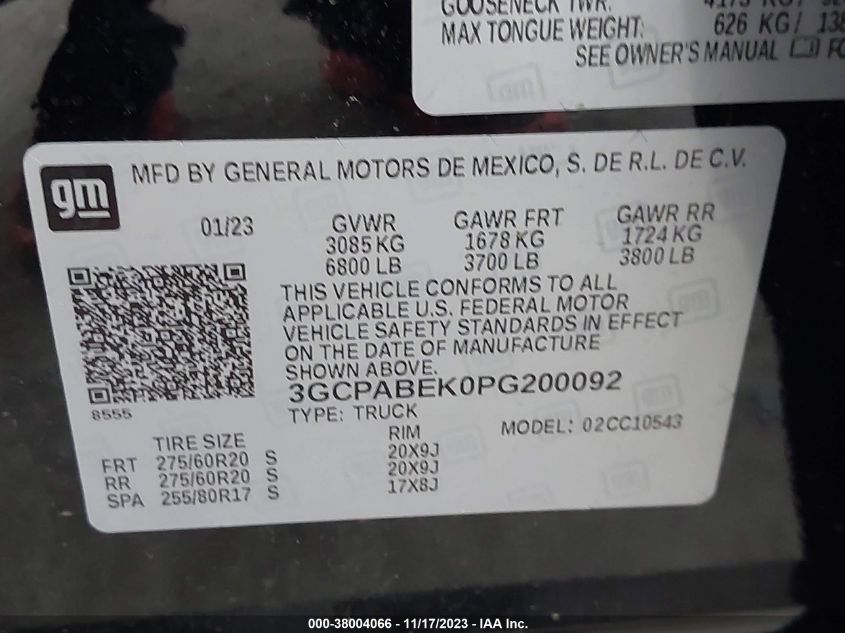 GOOSENECK TWR:
MAX TONGUE WEIGHT: 626 KG/
SEE OWNER'S MANUAL
gm
MFD BY GENERAL MOTORS DE MEXICO, S. DE R.L. DE C.V.
01/23 GVWR GAWR FRT GAWR RR
3085 KG 1678 KG 1724 KG
6800 LB 3700 LB 3800 LB
THIS VEHICLE CONFORMS TO ALL
APPLICABLE U.S. FEDERAL MOTOR
VEHICLE SAFETY STANDARDS IN EFFECT
ON THE DATE OF MANUFACTURE
SHOWN ABOVE.
3GCPABEK0PG200092
8555
TYPE: TRUCK
MODEL: 02CC10543
TIRE SIZE RIM
FRT 275/60R20 S 20X9J
RR 275/60R20 S 20X9J
SPA 255/80R17 S 17X8J
000-38004066 - 11/17/2023 - IAA Inc.